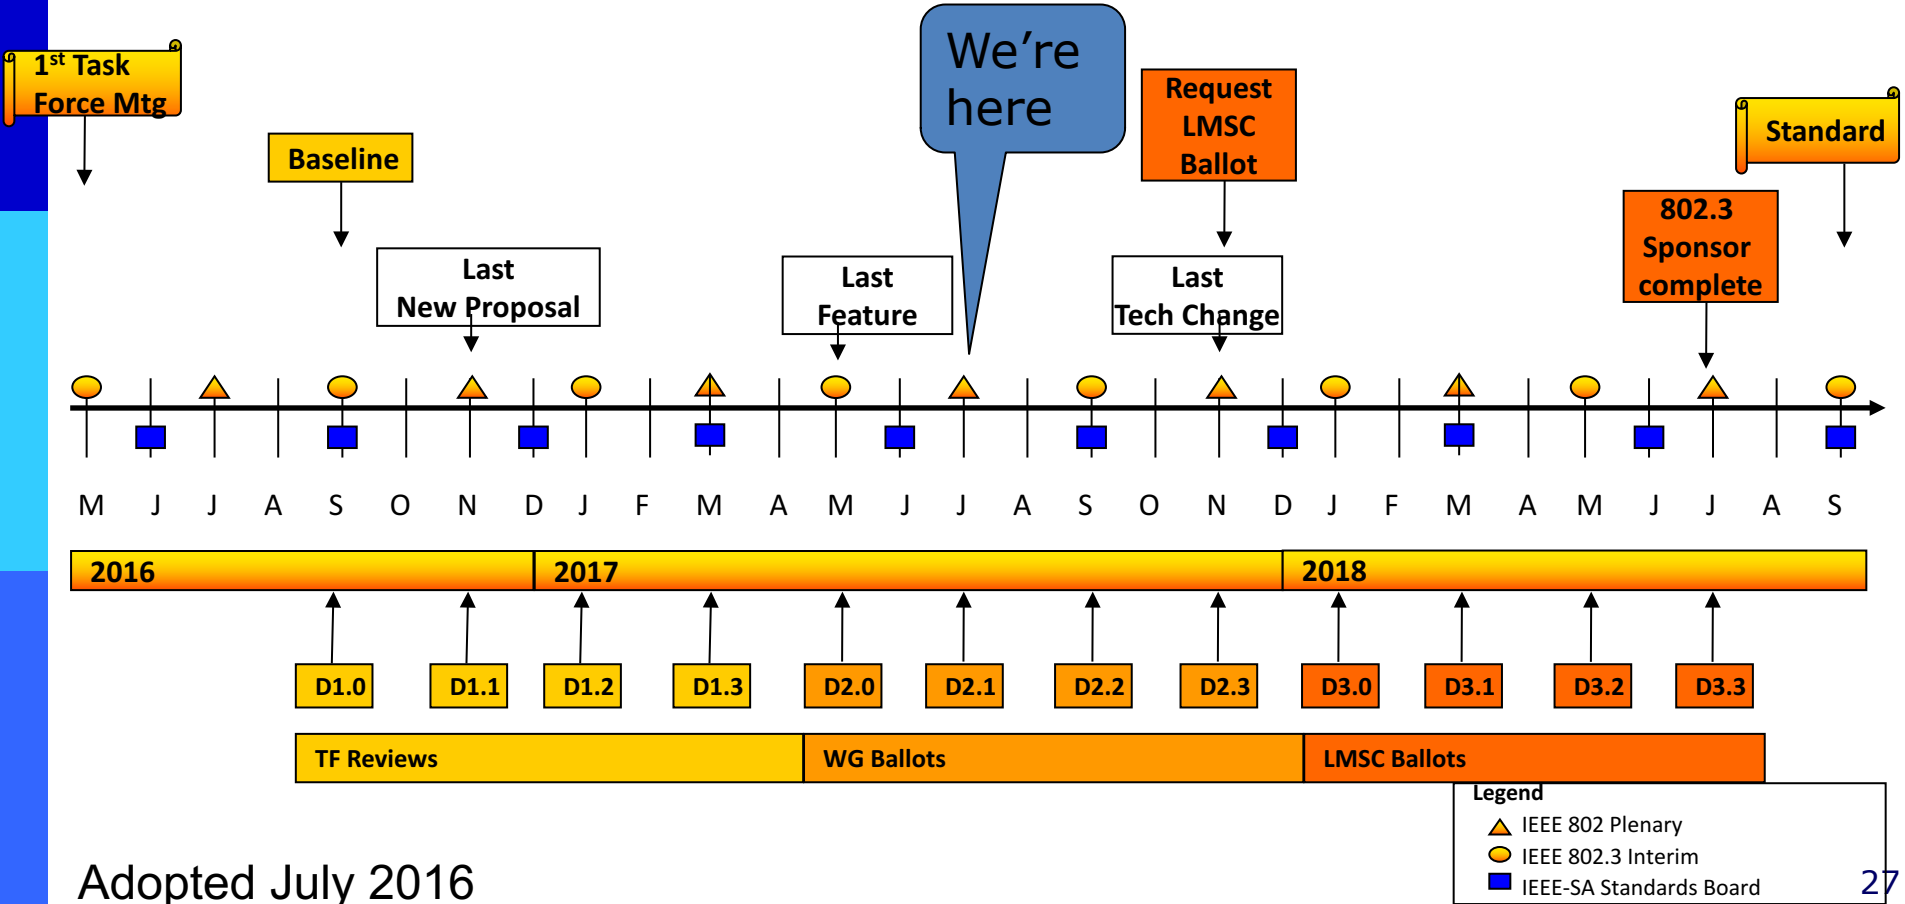 1st Task
Force Mtg
Baseline
Last
New Proposal
Last
Feature
We're
here
Request
LMSC
Ballot
Last
Tech Change
802.3
Sponsor
complete
Standard
M J J A S O N D J F M A M J J A S O N D J F M A M J J A S
2016 2017 2018
D1.0 D1.1 D1.2 D1.3 D2.0 D2.1 D2.2 D2.3 D3.0 D3.1 D3.2 D3.3
TF Reviews WG Ballots LMSC Ballots
Legend
IEEE 802 Plenary
IEEE 802.3 Interim
IEEE-SA Standards Board
Adopted July 2016
27